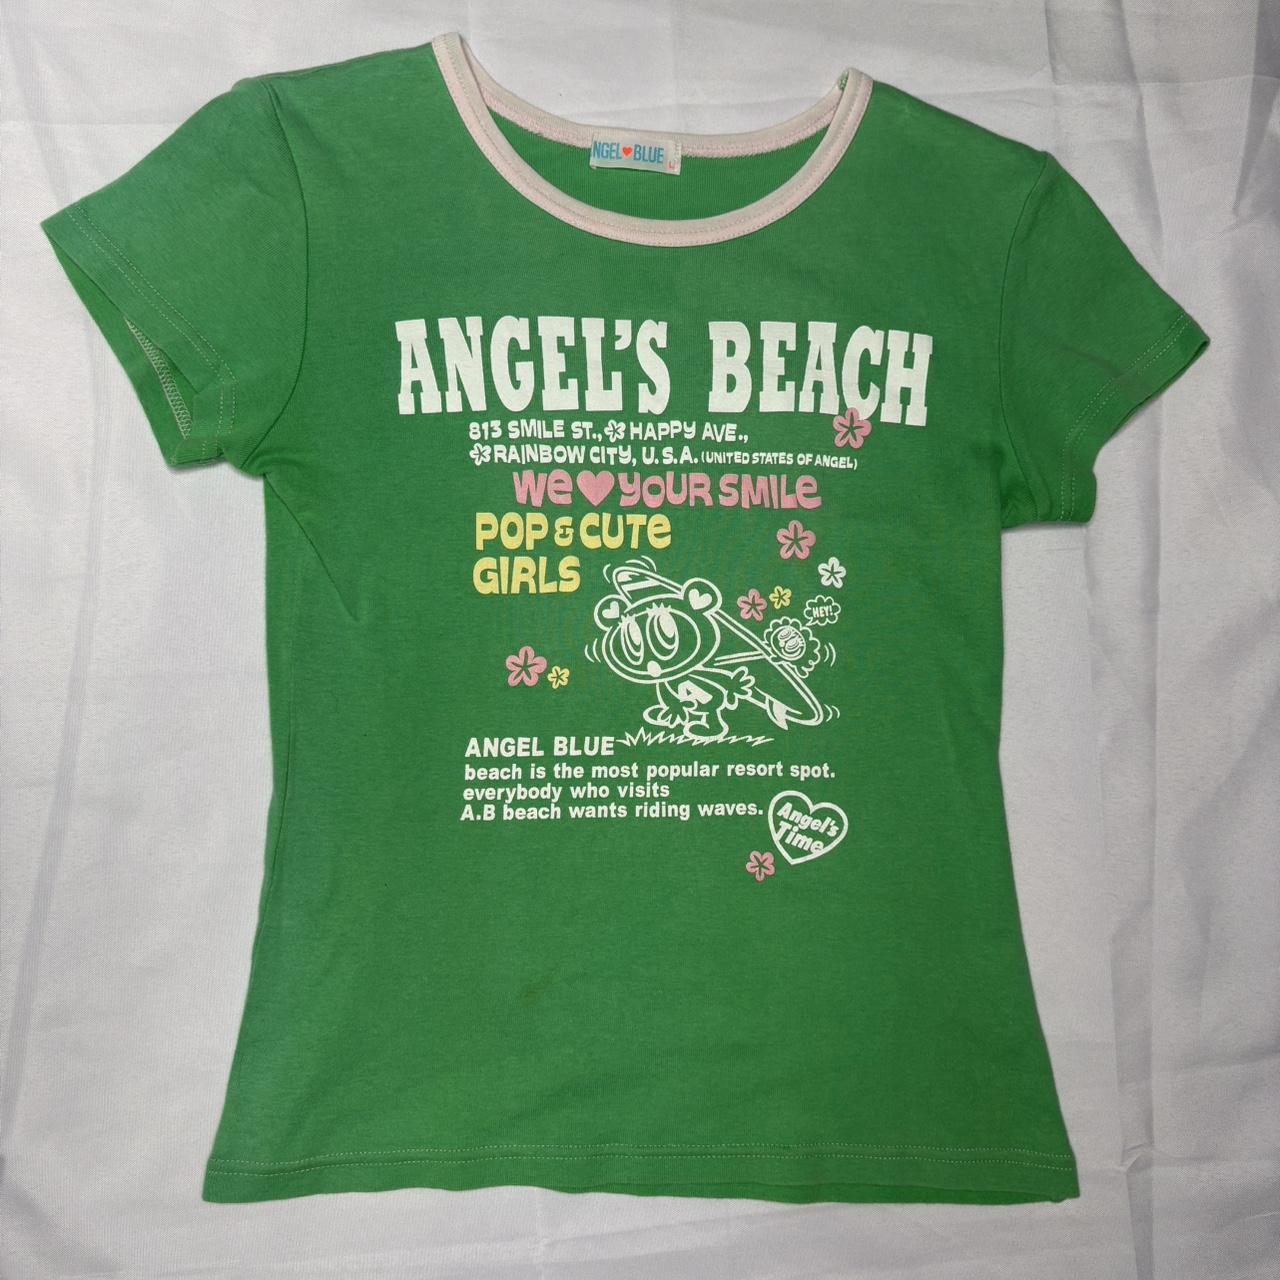 NGEL♥BLUE
ANGEL'S BEACH
813 SMILE ST., HAPPY AVE.,
RAINBOW CITY, U.S.A. (UNITED STATES OF ANGEL)
We♥YOUR SMILe
POP & CUTe
GIRLS
HEY!
A
ANGEL BLUE
beach is the most popular resort spot.
everybody who visits
A.B beach wants riding waves.
Angel's
Time